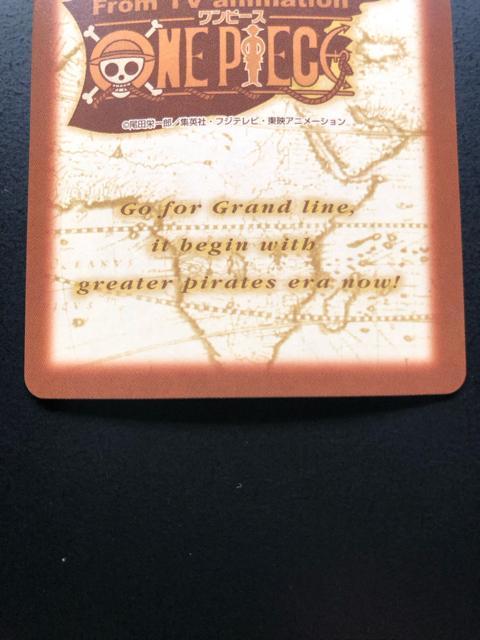 From TV animation
ワンピース
ONE PIECE
©尾田栄一郎／集英社・フジテレビ・東映アニメーション
Go for Grand line,
it begin with
greater pirates era now!